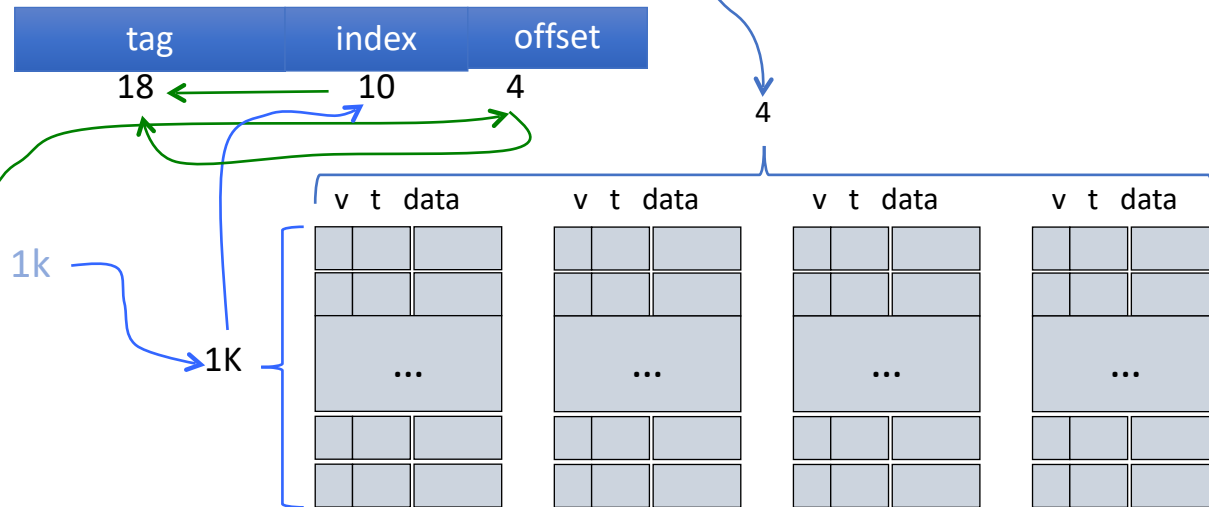 tag index offset
18 10 4
4
v t data v t data v t data v t data
1k
1K
... ... ... ...